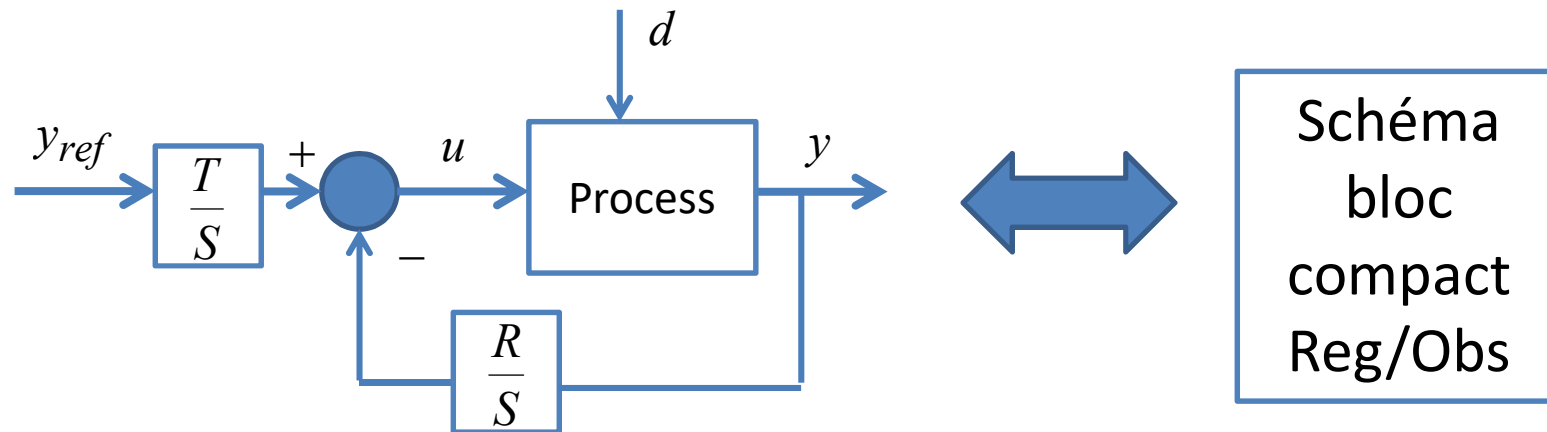 d
y_ref
T
S
+
−
u
Process
y
R
S
Schéma
bloc
compact
Reg/Obs